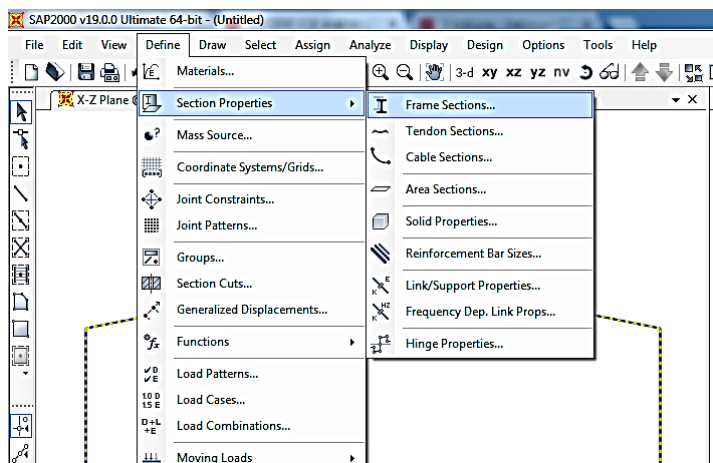 SAP2000 v19.0.0 Ultimate 64-bit - (Untitled)
File Edit View Define Draw Select Assign Analyze Display Design Options Tools Help
3-d xy xz yz nv
X-Z Plane @
Materials...
Section Properties
Mass Source...
Coordinate Systems/Grids...
Joint Constraints...
Joint Patterns...
Groups...
Section Cuts...
Generalized Displacements...
Functions
Load Patterns...
Load Cases...
Load Combinations...
Moving Loads
Frame Sections...
Tendon Sections...
Cable Sections...
Area Sections...
Solid Properties...
Reinforcement Bar Sizes...
Link/Support Properties...
Frequency Dep. Link Props...
Hinge Properties...